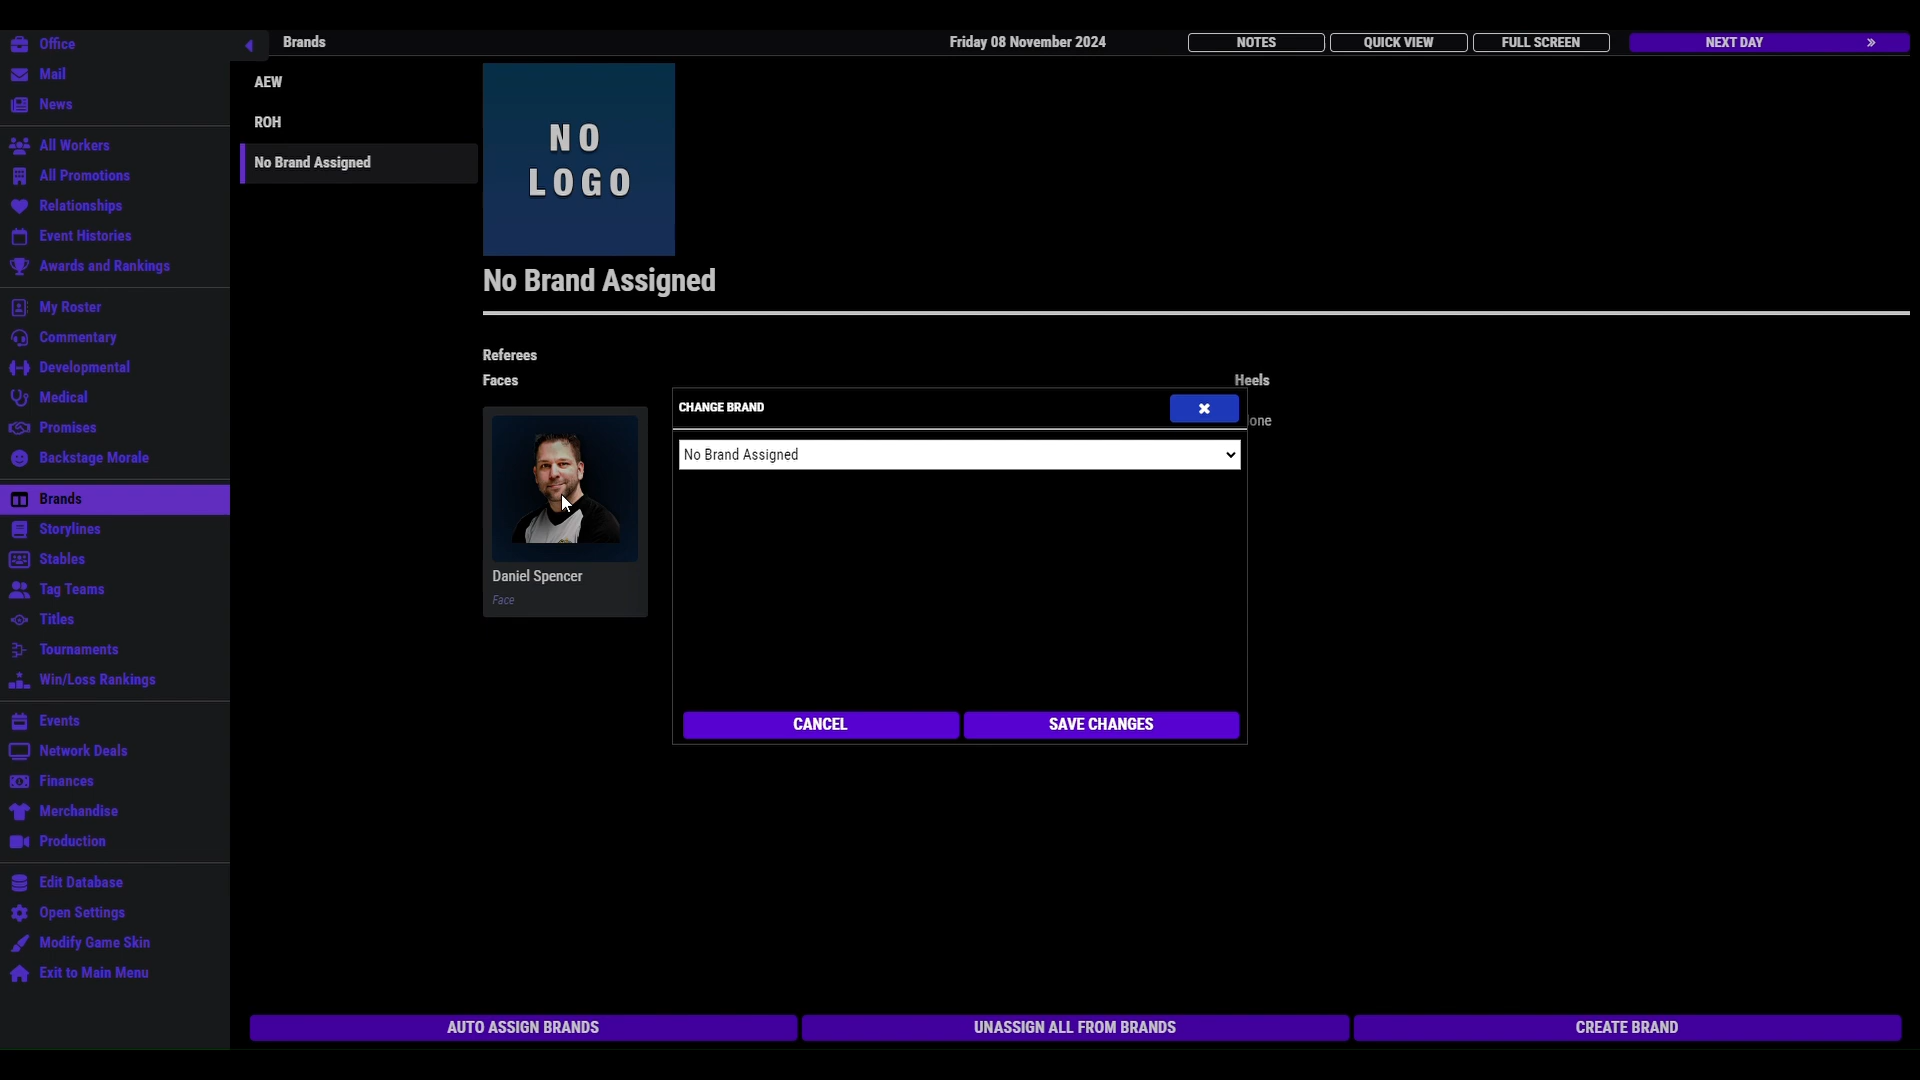 Office
Mail
News
All Workers
All Promotions
Relationships
Event Histories
Awards and Rankings
My Roster
Commentary
Developmental
Medical
Promises
Backstage Morale
Brands
Storylines
Stables
Tag Teams
Titles
Tournaments
Win/Loss Rankings
Events
Network Deals
Finances
Merchandise
Production
Edit Database
Open Settings
Modify Game Skin
Exit to Main Menu
Brands
Friday 08 November 2024
NOTES
QUICK VIEW
FULL SCREEN
NEXT DAY
AEW
ROH
No Brand Assigned
NO
LOGO
No Brand Assigned
Referees
Faces
Heels
one
Daniel Spencer
Face
CHANGE BRAND
No Brand Assigned
CANCEL
SAVE CHANGES
AUTO ASSIGN BRANDS
UNASSIGN ALL FROM BRANDS
CREATE BRAND